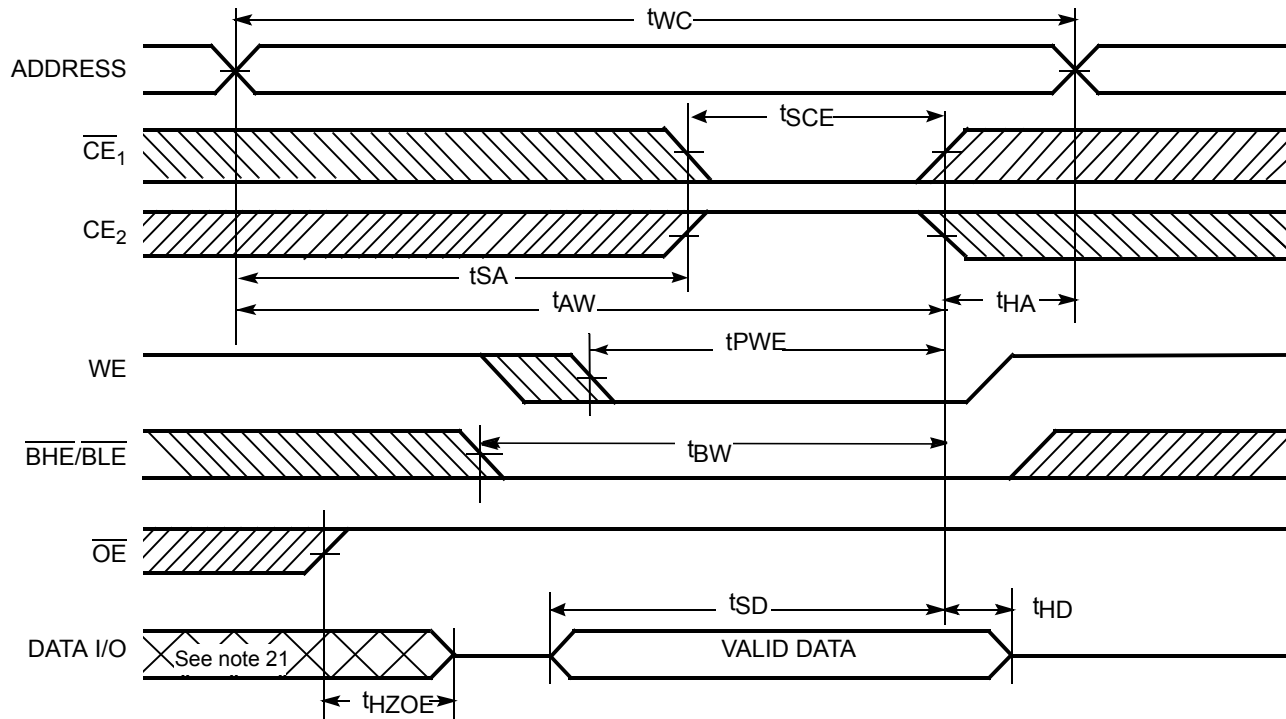 tWC
ADDRESS
tSCE
CE1
CE2
tSA
tAW
tHA
tPWE
WE
BHE/BLE
tBW
OE
tSD
tHD
DATA I/O
See note 21
VALID DATA
tHZOE